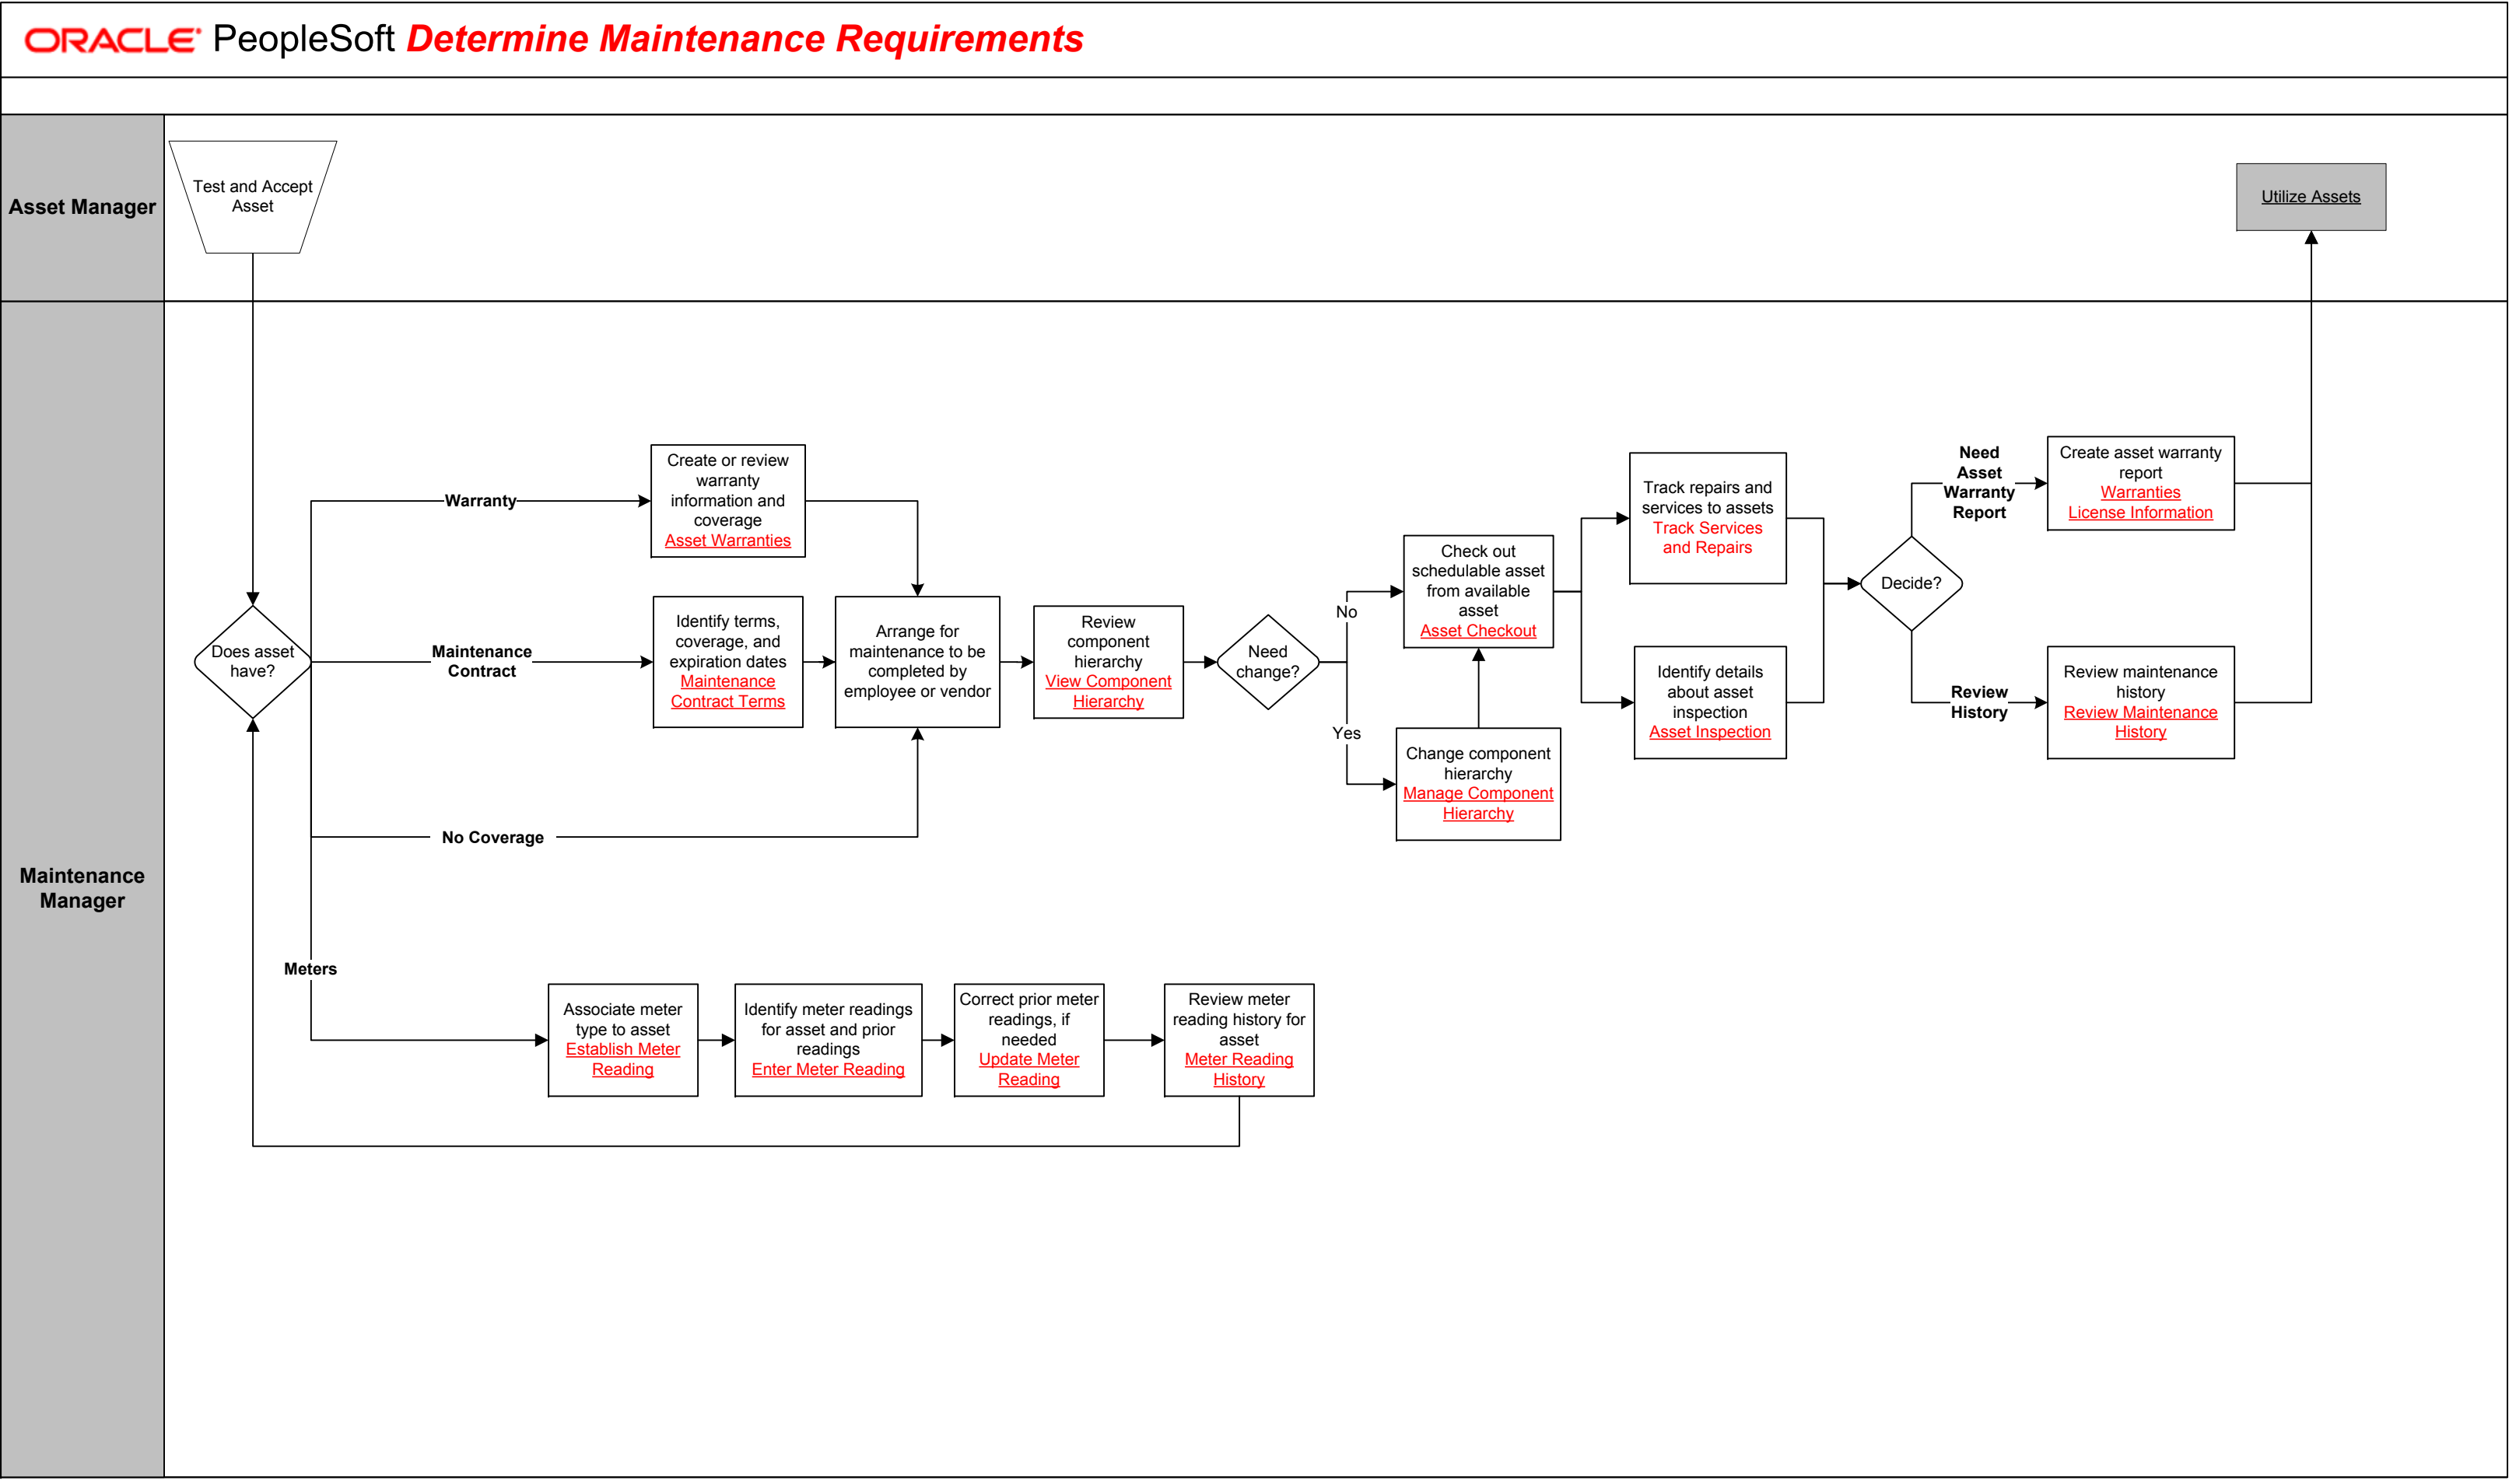 ORACLE® PeopleSoft Determine Maintenance Requirements
Asset Manager
Test and Accept
Asset
Utilize Assets
Maintenance
Manager
Does asset
have?
Warranty
Create or review
warranty
information and
coverage
Asset Warranties
Maintenance
Contract
Identify terms,
coverage, and
expiration dates
Maintenance
Contract Terms
No Coverage
Arrange for
maintenance to be
completed by
employee or vendor
Review
component
hierarchy
View Component
Hierarchy
Need
change?
No
Yes
Check out
schedulable asset
from available
asset
Asset Checkout
Change component
hierarchy
Manage Component
Hierarchy
Track repairs and
services to assets
Track Services
and Repairs
Identify details
about asset
inspection
Asset Inspection
Decide?
Need
Asset
Warranty
Report
Create asset warranty
report
Warranties
License Information
Review
History
Review maintenance
history
Review Maintenance
History
Meters
Associate meter
type to asset
Establish Meter
Reading
Identify meter readings
for asset and prior
readings
Enter Meter Reading
Correct prior meter
readings, if
needed
Update Meter
Reading
Review meter
reading history for
asset
Meter Reading
History